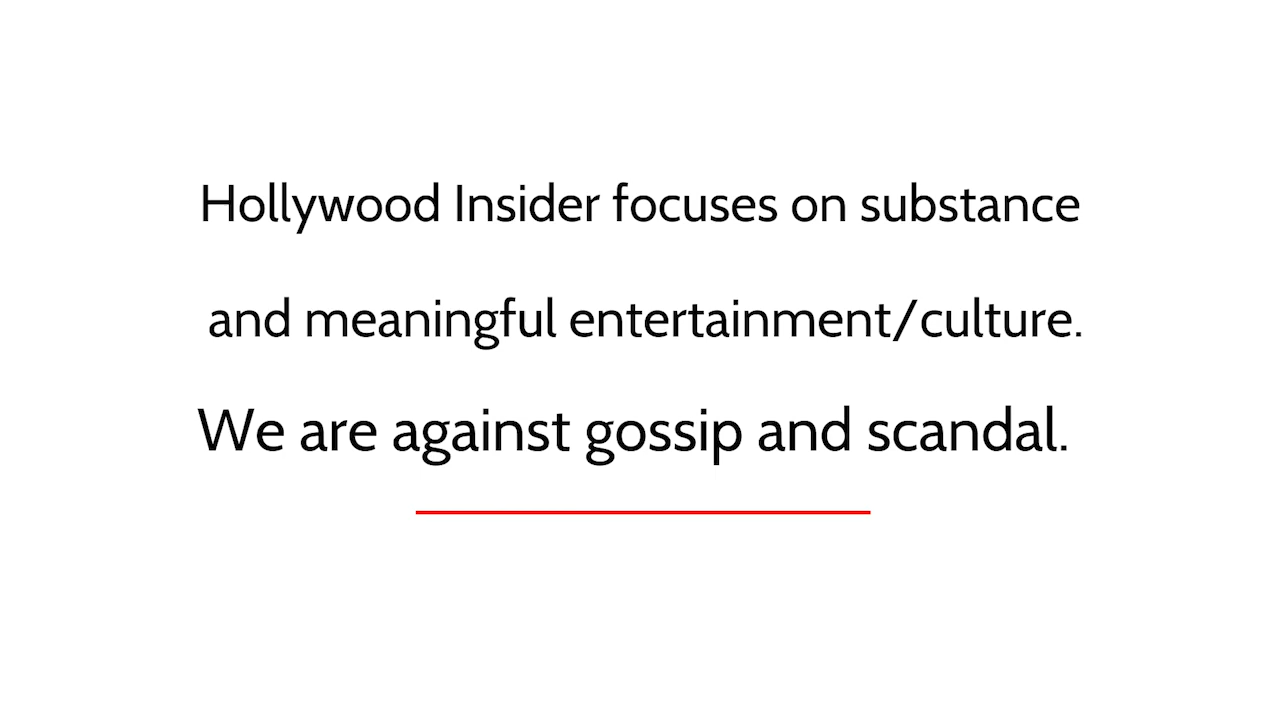 Hollywood Insider focuses on substance
and meaningful entertainment/culture.
We are against gossip and scandal.